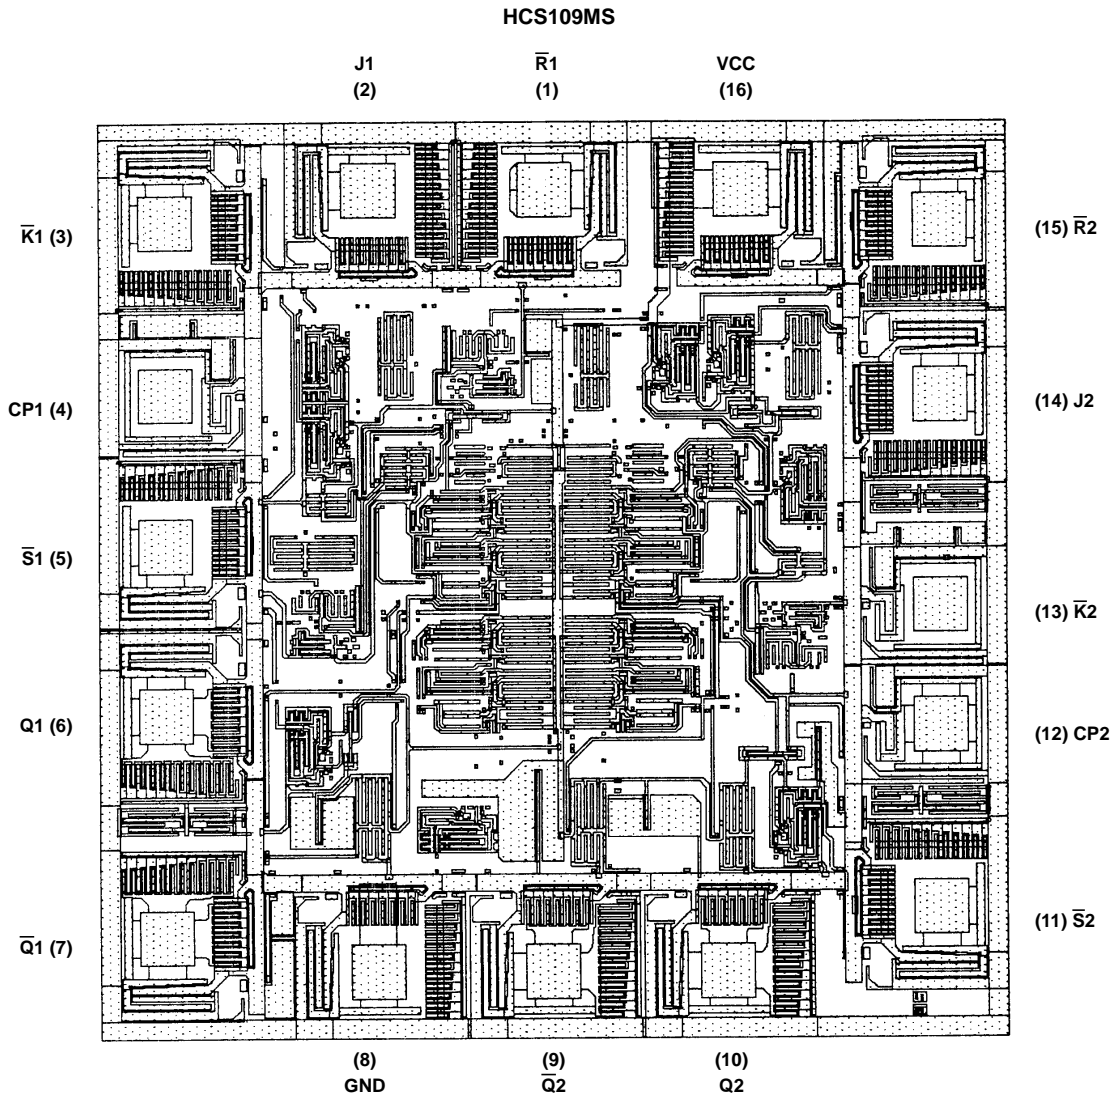 HCS109MS
J1 R̅1 VCC
(2) (1) (16)
K̅1 (3)
(15) R̅2
CP1 (4)
(14) J2
S̅1 (5)
(13) K̅2
Q1 (6)
(12) CP2
Q̅1 (7)
(11) S̅2
(8) (9) (10)
GND Q̅2 Q2